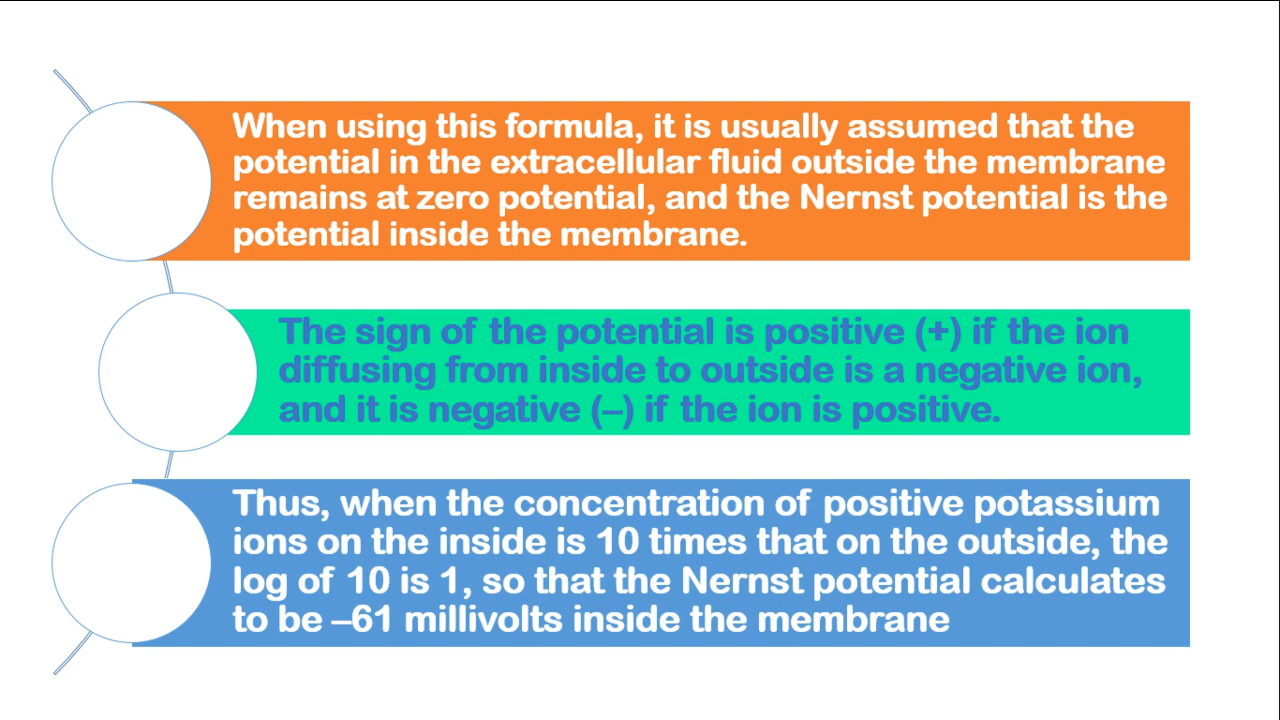 When using this formula, it is usually assumed that the
potential in the extracellular fluid outside the membrane
remains at zero potential, and the Nernst potential is the
potential inside the membrane.
The sign of the potential is positive (+) if the ion
diffusing from inside to outside is a negative ion,
and it is negative (–) if the ion is positive.
Thus, when the concentration of positive potassium
ions on the inside is 10 times that on the outside, the
log of 10 is 1, so that the Nernst potential calculates
to be –61 millivolts inside the membrane